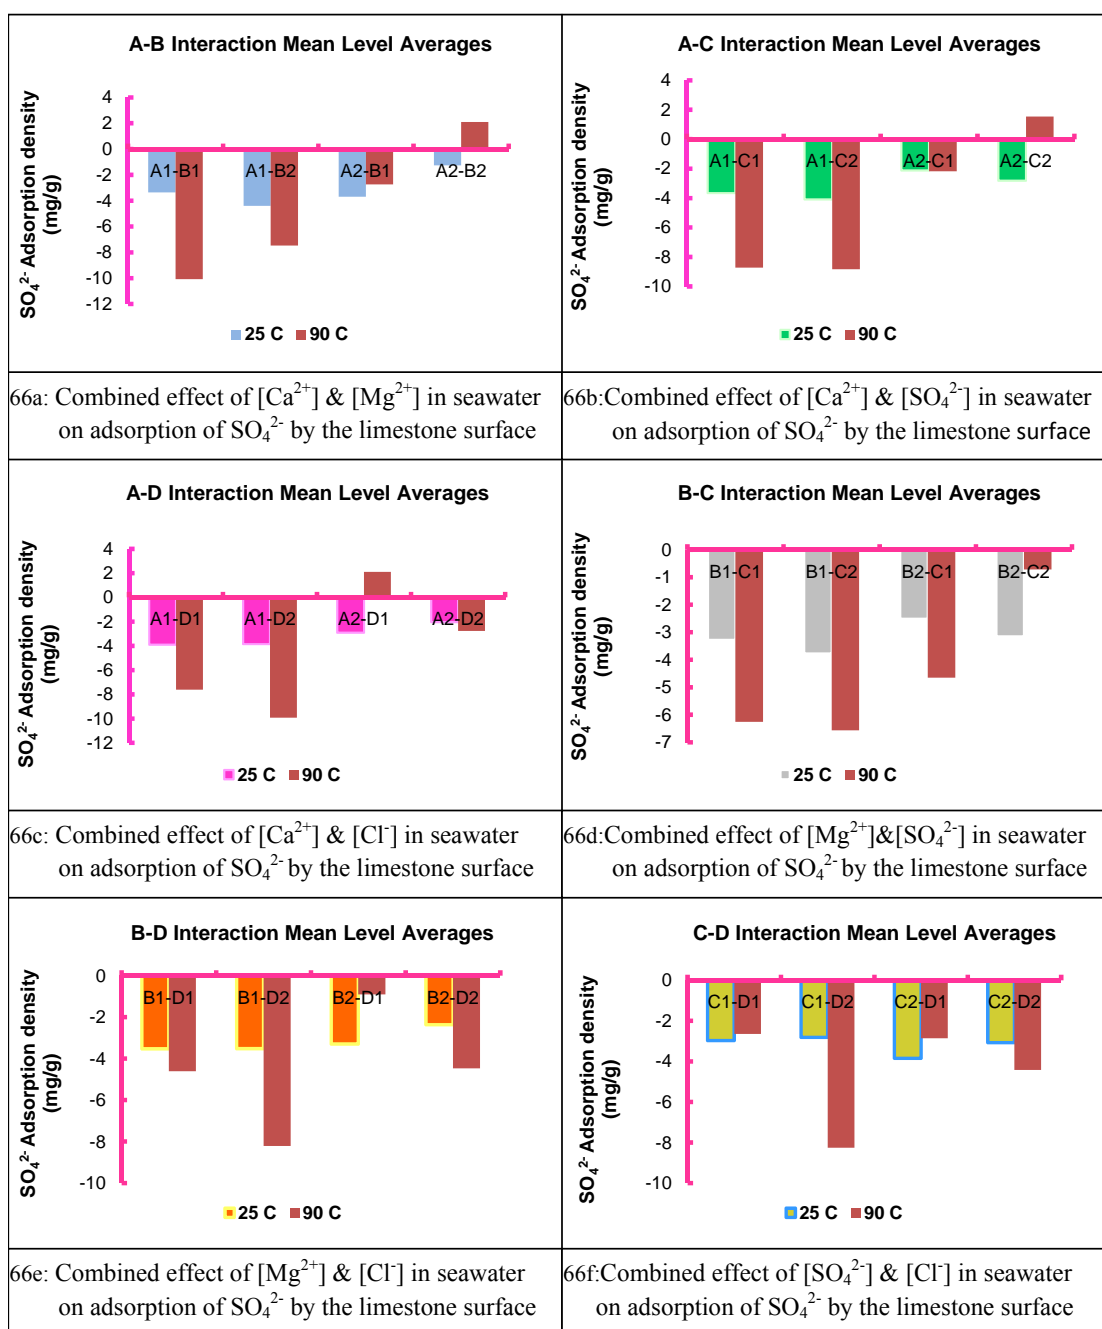 A-B Interaction Mean Level Averages
SO₄²⁻ Adsorption density
(mg/g)
4
2
0
-2
-4
-6
-8
-10
-12
A1-B1 A1-B2 A2-B1 A2-B2
25 C 90 C
66a: Combined effect of [Ca²⁺] & [Mg²⁺] in seawater
on adsorption of SO₄²⁻ by the limestone surface
A-C Interaction Mean Level Averages
SO₄²⁻ Adsorption density
(mg/g)
4
2
0
-2
-4
-6
-8
-10
A1-C1 A1-C2 A2-C1 A2-C2
25 C 90 C
66b:Combined effect of [Ca²⁺] & [SO₄²⁻] in seawater
on adsorption of SO₄²⁻ by the limestone surface
A-D Interaction Mean Level Averages
SO₄²⁻ Adsorption density
(mg/g)
4
2
0
-2
-4
-6
-8
-10
-12
A1-D1 A1-D2 A2-D1 A2-D2
25 C 90 C
66c: Combined effect of [Ca²⁺] & [Cl⁻] in seawater
on adsorption of SO₄²⁻ by the limestone surface
B-C Interaction Mean Level Averages
SO₄²⁻ Adsorption density
(mg/g)
0
-1
-2
-3
-4
-5
-6
-7
B1-C1 B1-C2 B2-C1 B2-C2
25 C 90 C
66d:Combined effect of [Mg²⁺]&[SO₄²⁻] in seawater
on adsorption of SO₄²⁻ by the limestone surface
B-D Interaction Mean Level Averages
SO₄²⁻ Adsorption density
(mg/g)
0
-2
-4
-6
-8
-10
B1-D1 B1-D2 B2-D1 B2-D2
25 C 90 C
66e: Combined effect of [Mg²⁺] & [Cl⁻] in seawater
on adsorption of SO₄²⁻ by the limestone surface
C-D Interaction Mean Level Averages
SO₄²⁻ Adsorption density
(mg/g)
0
-2
-4
-6
-8
-10
C1-D1 C1-D2 C2-D1 C2-D2
25 C 90 C
66f:Combined effect of [SO₄²⁻] & [Cl⁻] in seawater
on adsorption of SO₄²⁻ by the limestone surface